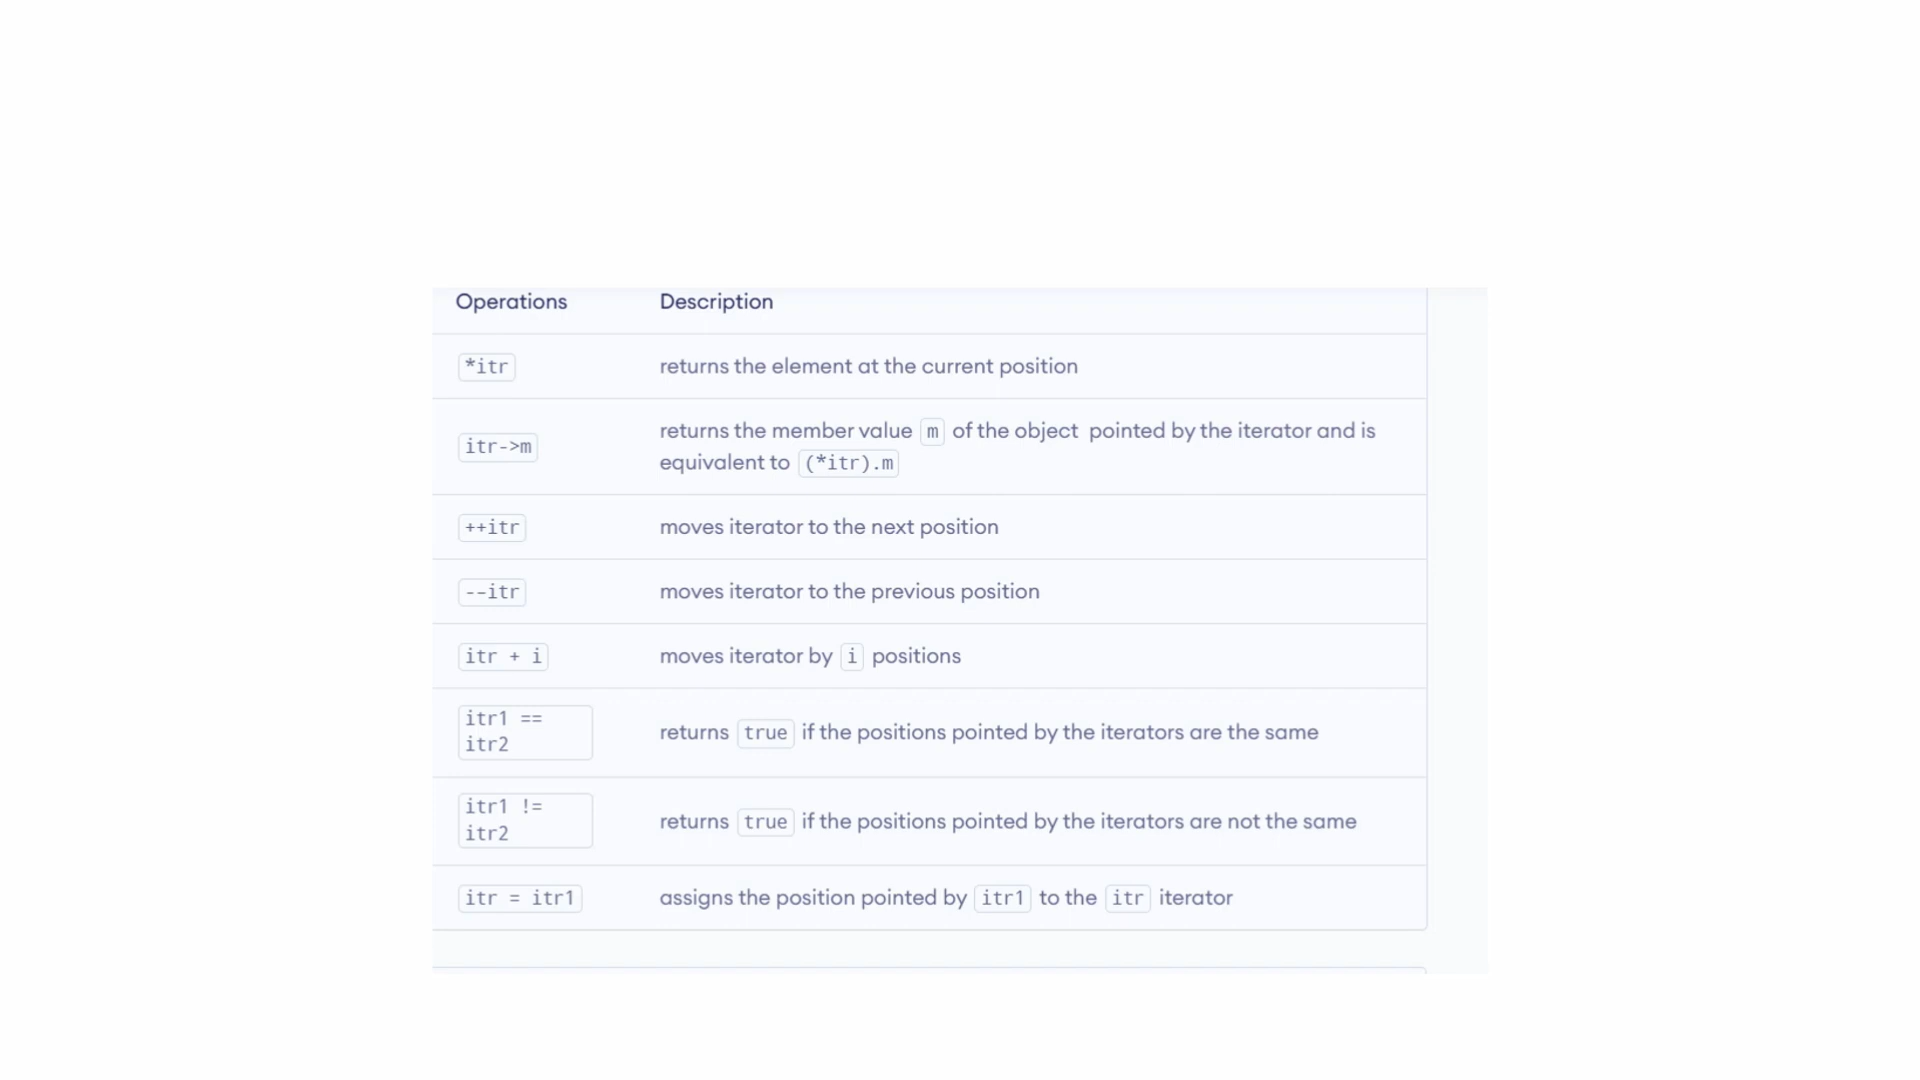 Operations Description
*itr returns the element at the current position
itr->m returns the member value m of the object pointed by the iterator and is
equivalent to (*itr).m
++itr moves iterator to the next position
--itr moves iterator to the previous position
itr + i moves iterator by i positions
itr1 ==
itr2
returns true if the positions pointed by the iterators are the same
itr1 !=
itr2
returns true if the positions pointed by the iterators are not the same
itr = itr1 assigns the position pointed by itr1 to the itr iterator